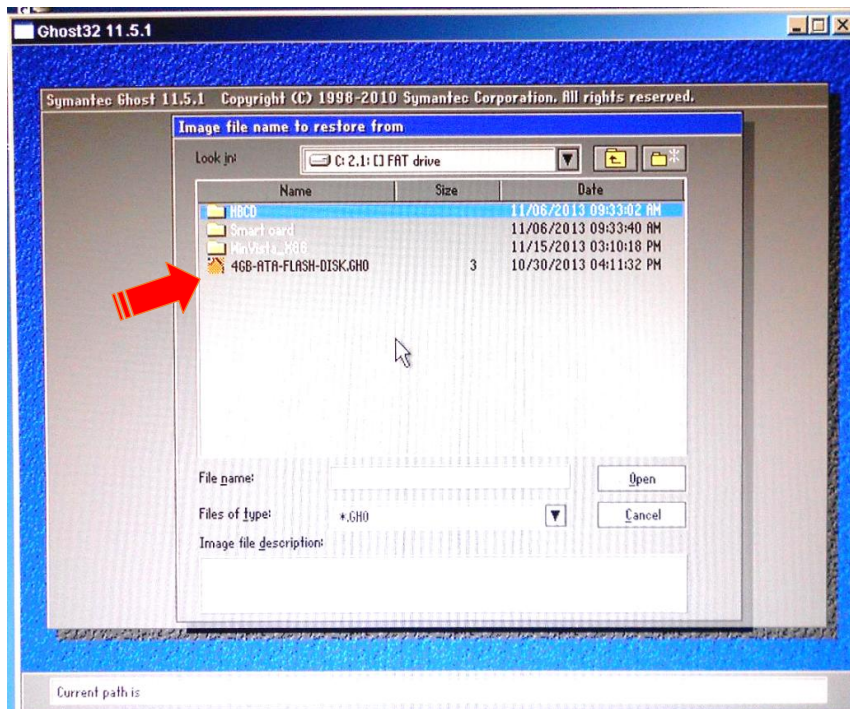 Ghost32 11.5.1
Symantec Ghost 11.5.1 Copyright (C) 1998-2010 Symantec Corporation. All rights reserved.
Image file name to restore from
Look in: C: 2.1: [] FAT drive
Name Size Date
HBCD 11/06/2013 09:33:02 AM
Smart card 11/06/2013 09:33:40 AM
WinVista_X86 11/15/2013 03:10:18 PM
4GB-ATA-FLASH-DISK.GHO 3 10/30/2013 04:11:32 PM
File name: Open
Files of type: *.GHO Cancel
Image file description:
Current path is